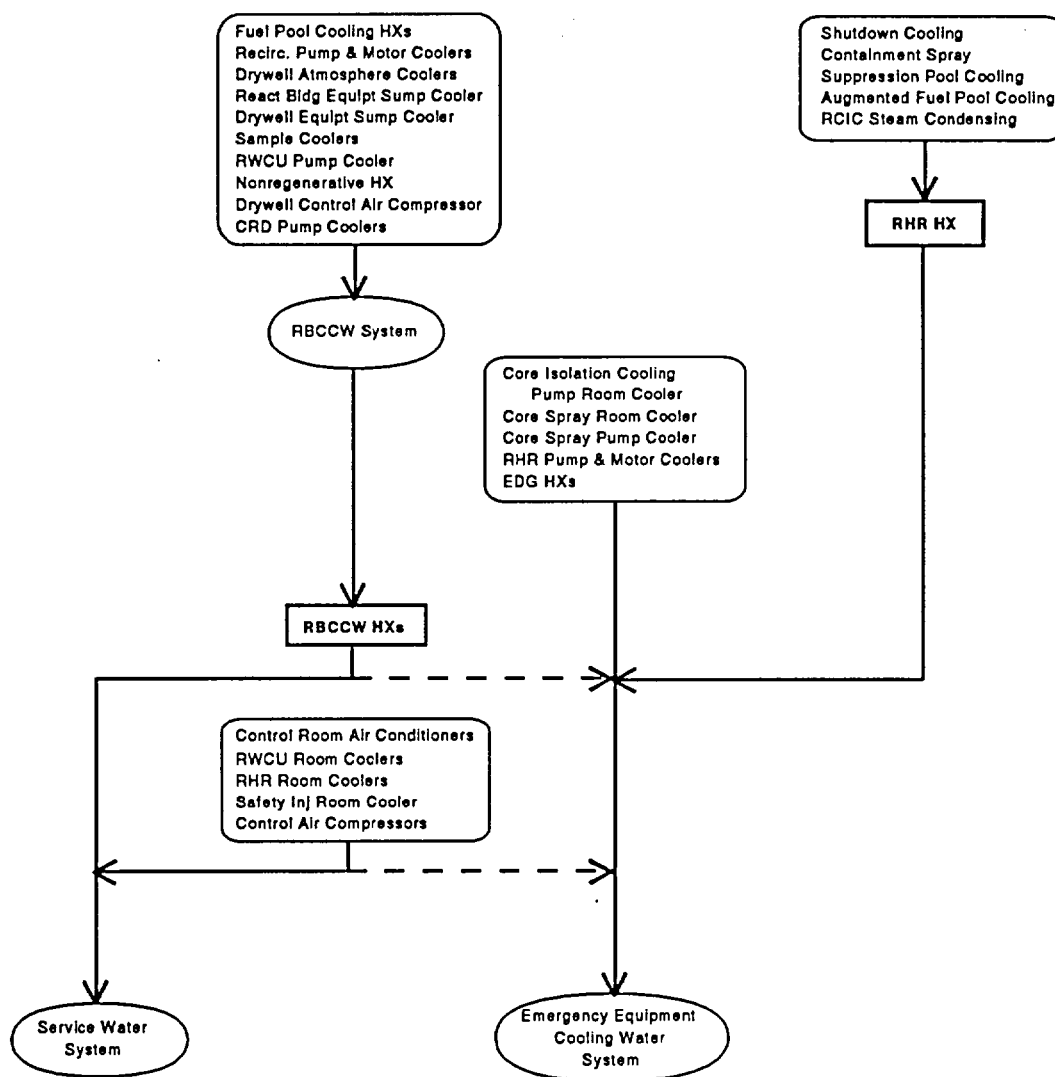 Fuel Pool Cooling HXs
Recirc. Pump & Motor Coolers
Drywell Atmosphere Coolers
React Bldg Equipt Sump Cooler
Drywell Equipt Sump Cooler
Sample Coolers
RWCU Pump Cooler
Nonregenerative HX
Drywell Control Air Compressor
CRD Pump Coolers
Shutdown Cooling
Containment Spray
Suppression Pool Cooling
Augmented Fuel Pool Cooling
RCIC Steam Condensing
RHR HX
RBCCW System
Core Isolation Cooling
Pump Room Cooler
Core Spray Room Cooler
Core Spray Pump Cooler
RHR Pump & Motor Coolers
EDG HXs
RBCCW HXs
Control Room Air Conditioners
RWCU Room Coolers
RHR Room Coolers
Safety Inj Room Cooler
Control Air Compressors
Service Water
System
Emergency Equipment
Cooling Water
System